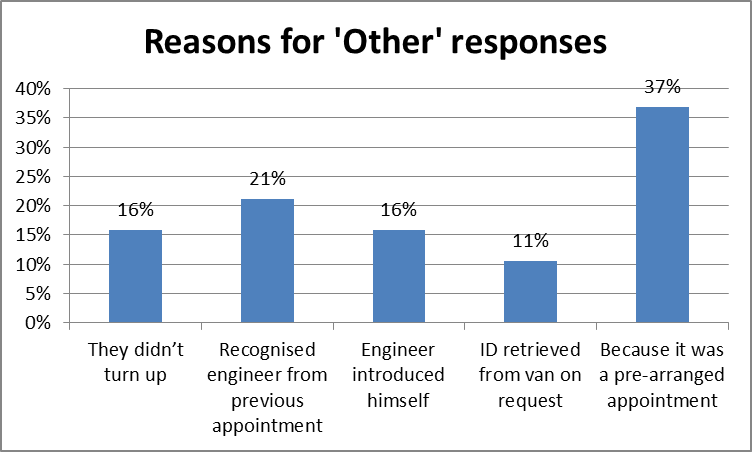 Reasons for 'Other' responses
40%
35%
30%
25%
20%
15%
10%
5%
0%
16%
21%
16%
11%
37%
They didn’t
turn up
Recognised
engineer from
previous
appointment
Engineer
introduced
himself
ID retrieved
from van on
request
Because it was
a pre-arranged
appointment